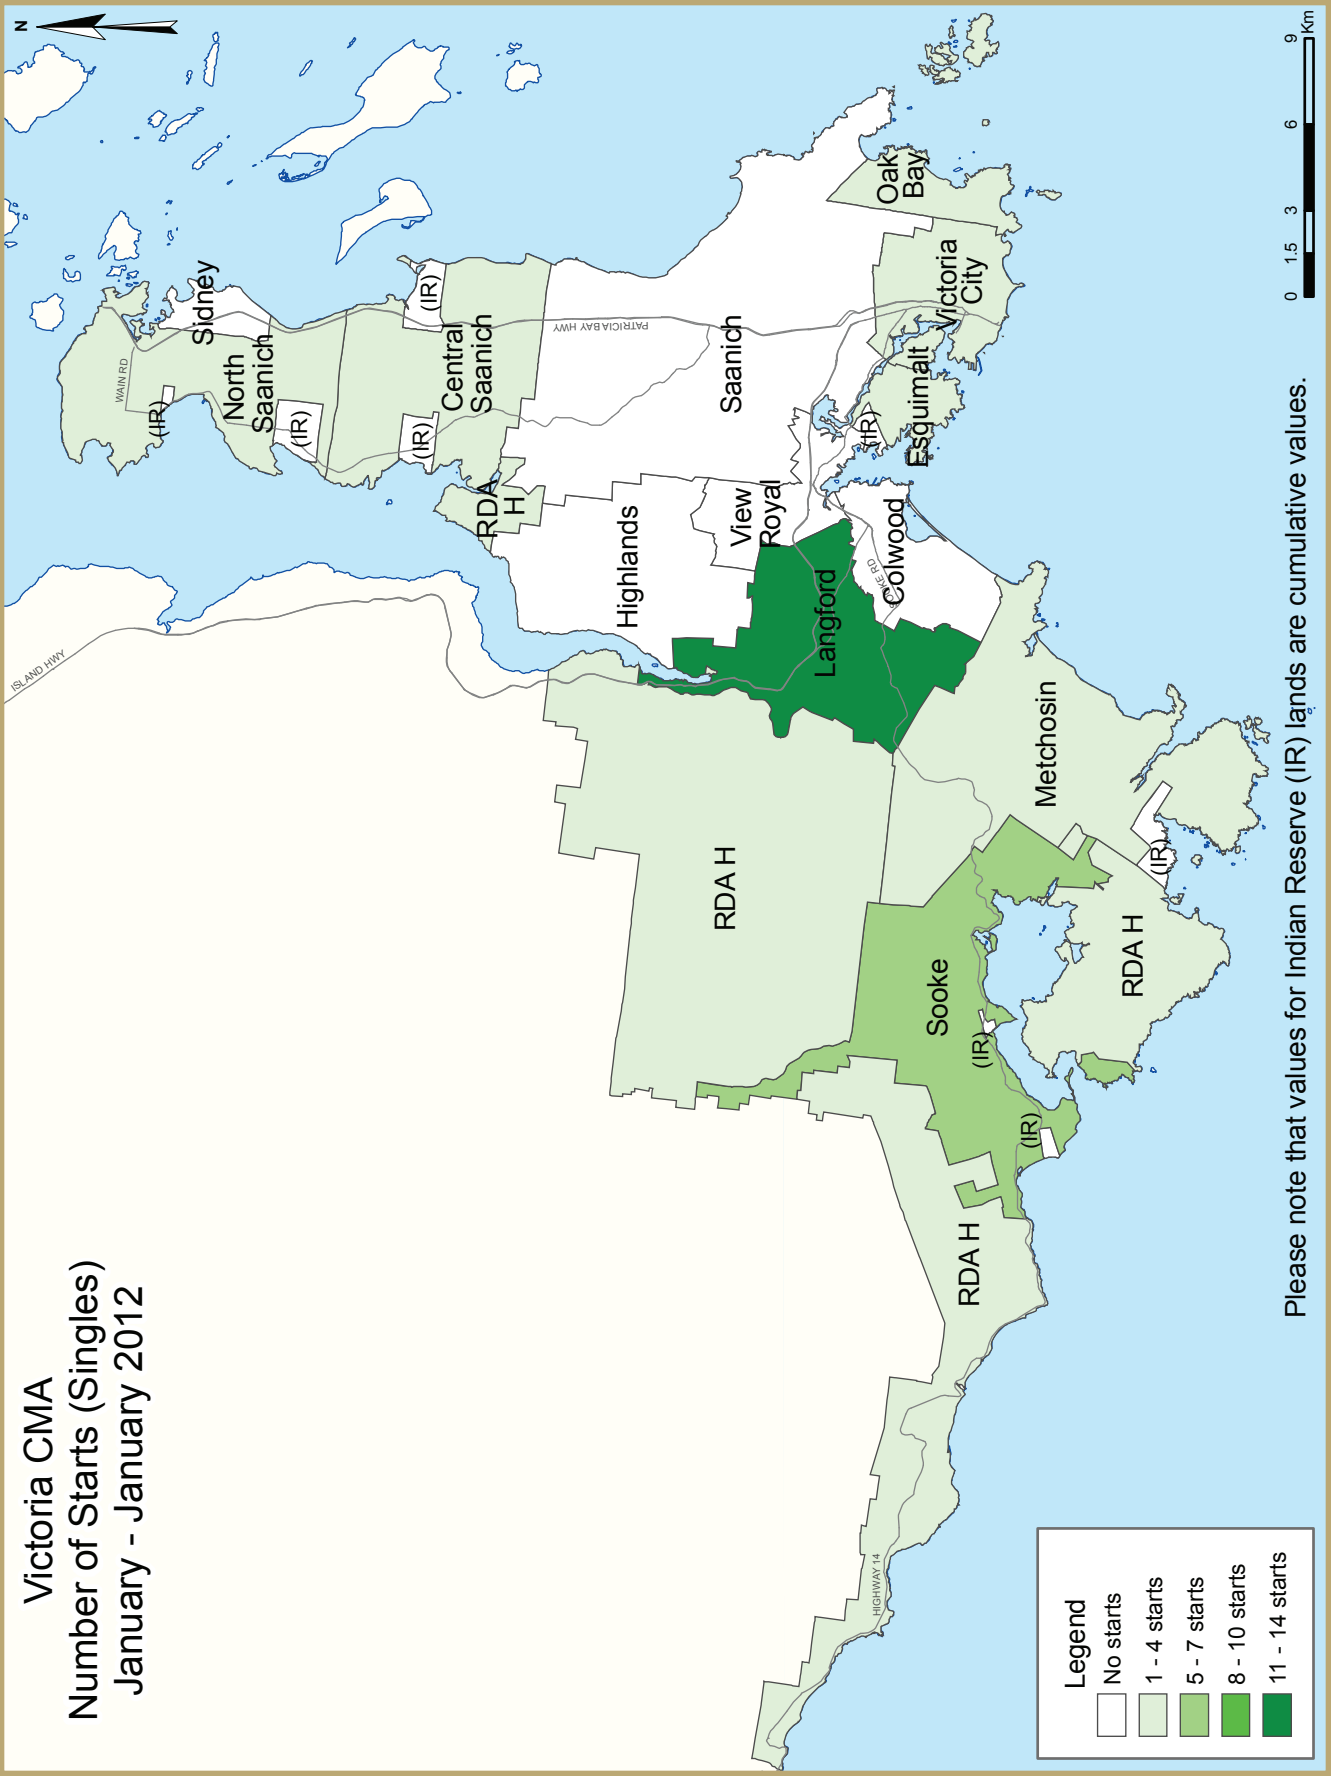 Victoria CMA
Number of Starts (Singles)
January - January 2012
N
ISLAND HWY
WAIN RD
(IR)
North
Saanich
Sidney
(IR)
(IR)
Central
Saanich
(IR)
RDA
H
PATRICIA BAY HWY
Saanich
Highlands
View
Royal
Oak
Bay
Victoria
City
Esquimalt
(IR)
Colwood
SOOKE RD
Langford
Metchosin
(IR)
RDA H
Sooke
(IR)
(IR)
RDA H
RDA H
HIGHWAY 14
Legend
No starts
1 - 4 starts
5 - 7 starts
8 - 10 starts
11 - 14 starts
0 1.5 3 6 9
Km
Please note that values for Indian Reserve (IR) lands are cumulative values.